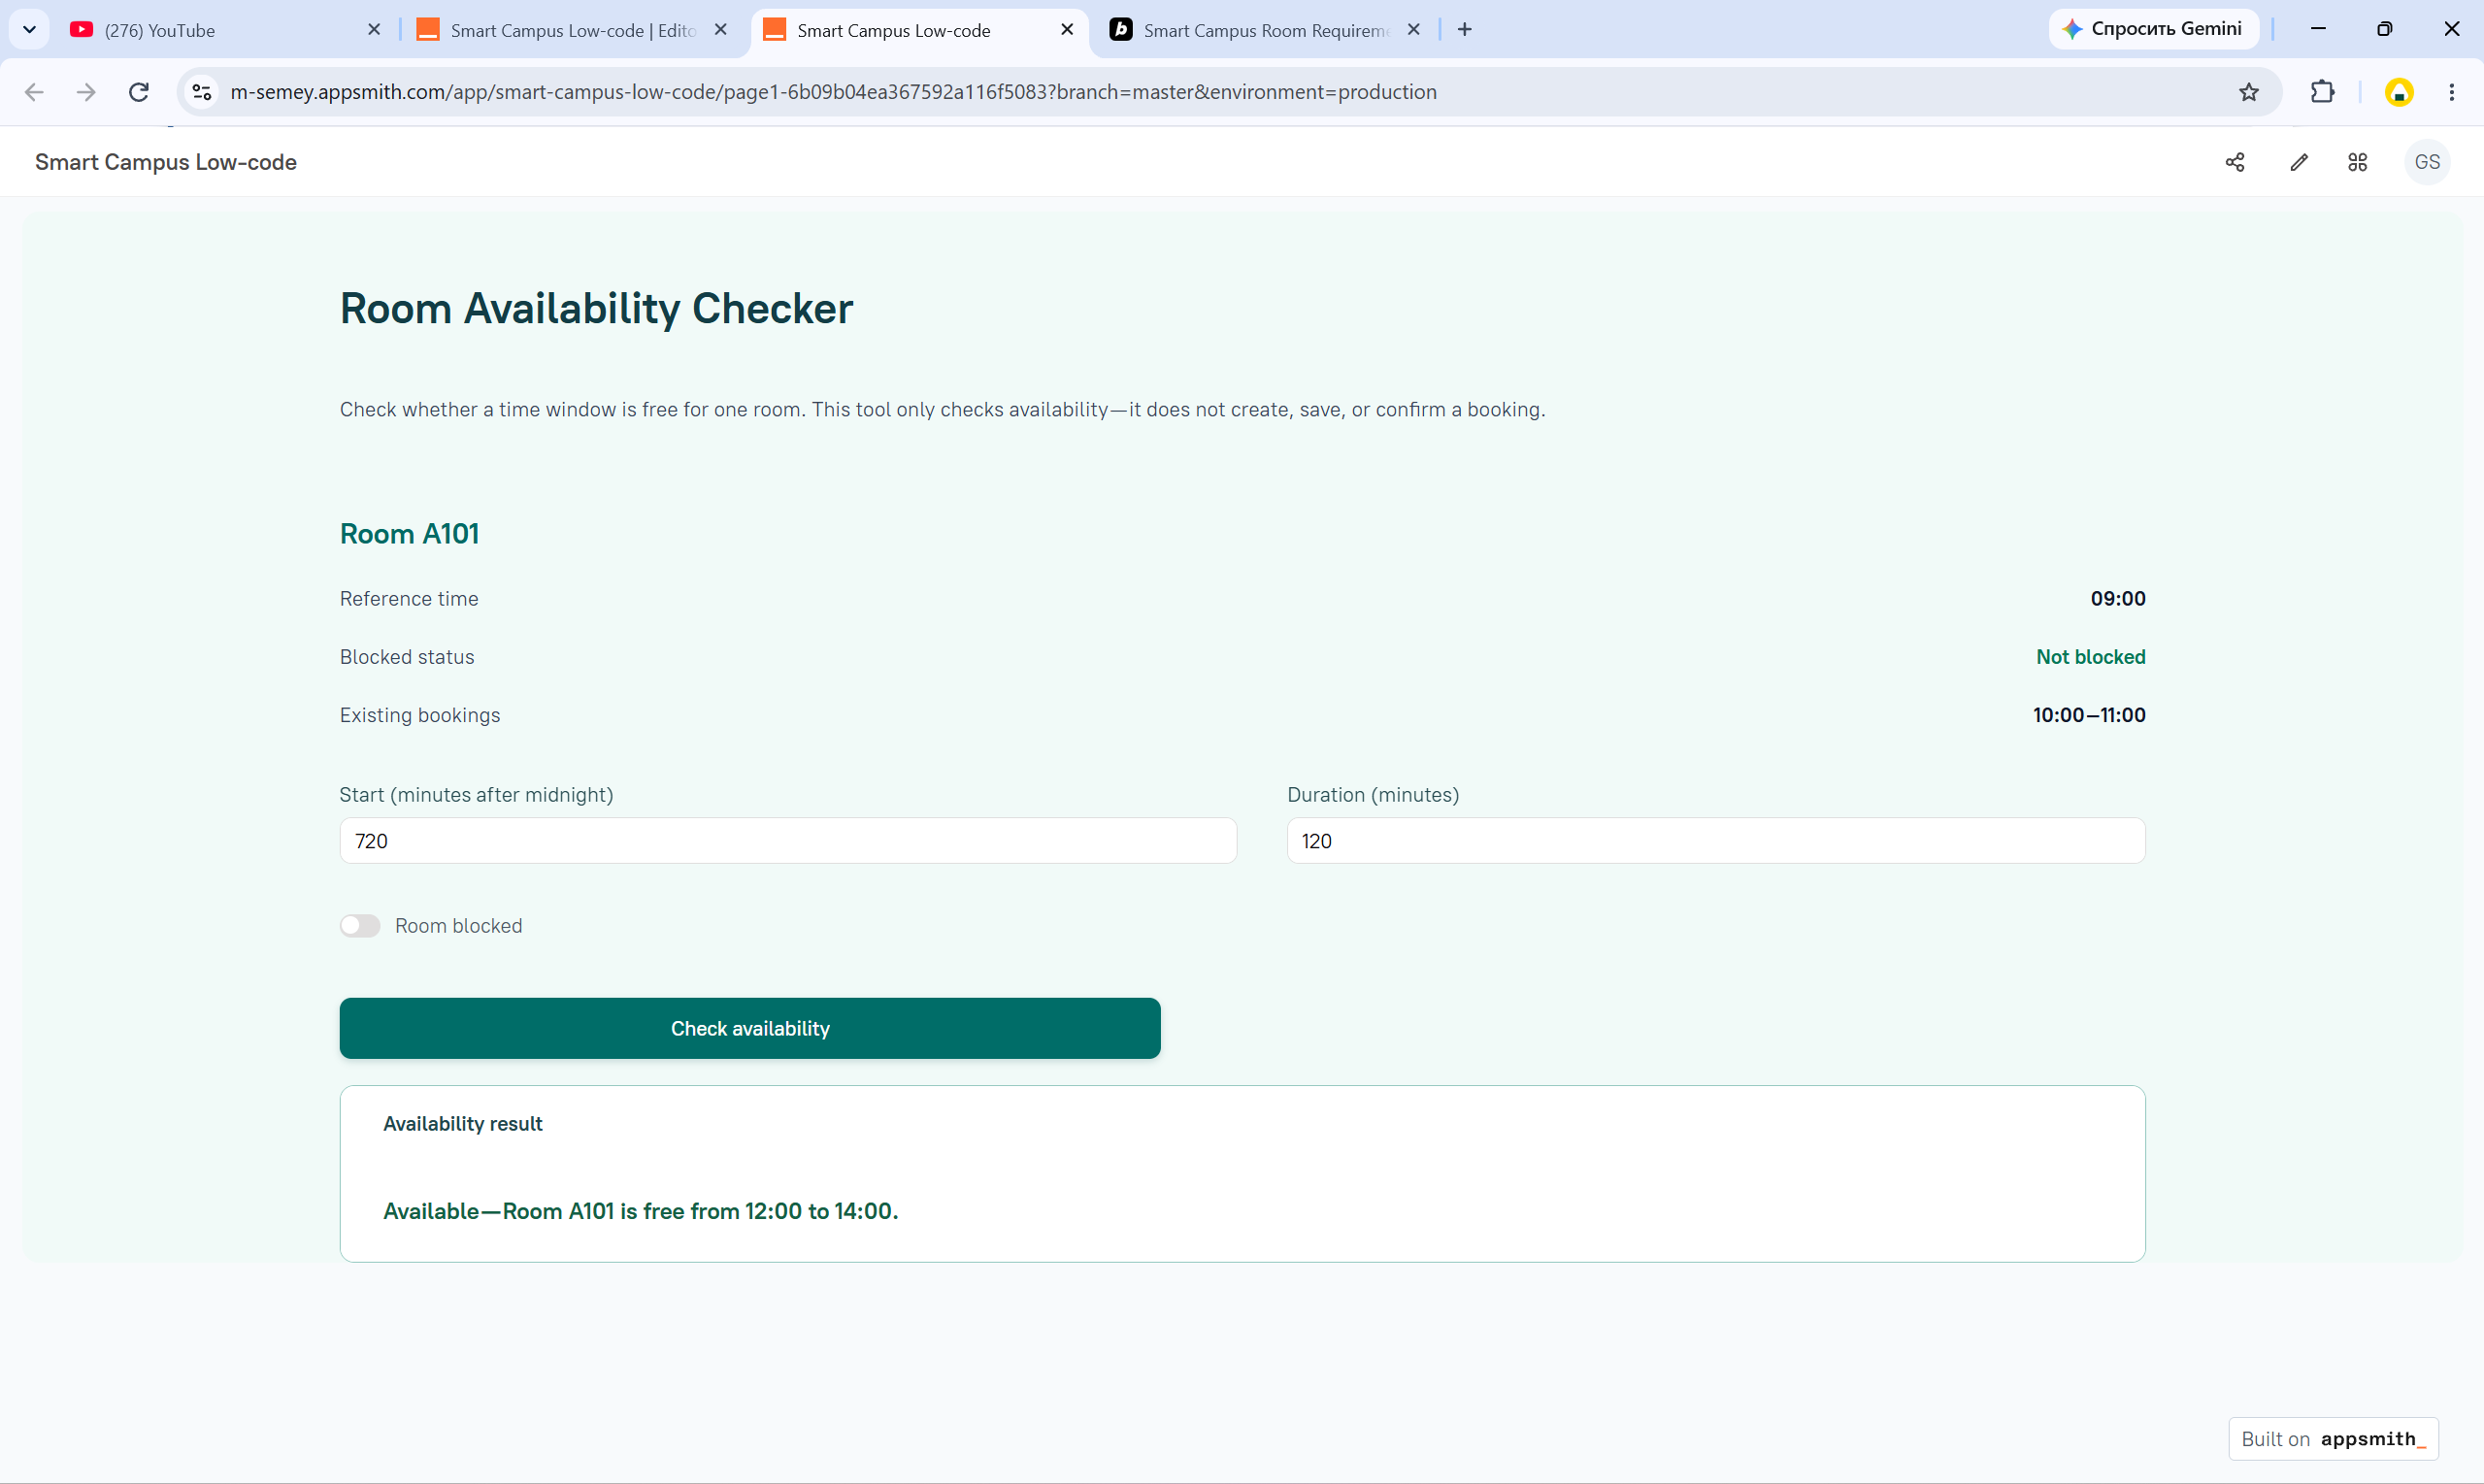 (276) YouTube
Smart Campus Low-code | Edito
Smart Campus Low-code
Smart Campus Room Requireme
Спросить Gemini
m-semey.appsmith.com/app/smart-campus-low-code/page1-6b09b04ea367592a116f5083?branch=master&environment=production
Smart Campus Low-code
GS
Room Availability Checker
Check whether a time window is free for one room. This tool only checks availability—it does not create, save, or confirm a booking.
Room A101
Reference time 09:00
Blocked status Not blocked
Existing bookings 10:00–11:00
Start (minutes after midnight) Duration (minutes)
720 120
Room blocked
Check availability
Availability result
Available—Room A101 is free from 12:00 to 14:00.
Built on appsmith_